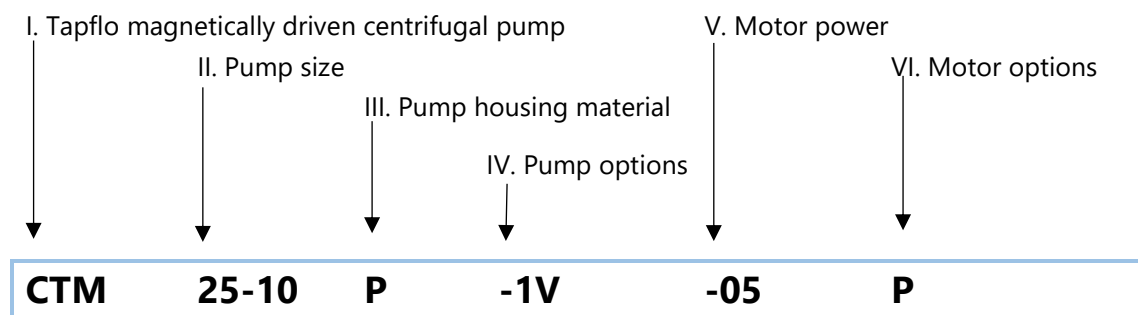 I. Tapflo magnetically driven centrifugal pump V. Motor power
II. Pump size VI. Motor options
III. Pump housing material
IV. Pump options
CTM 25-10 P -1V -05 P